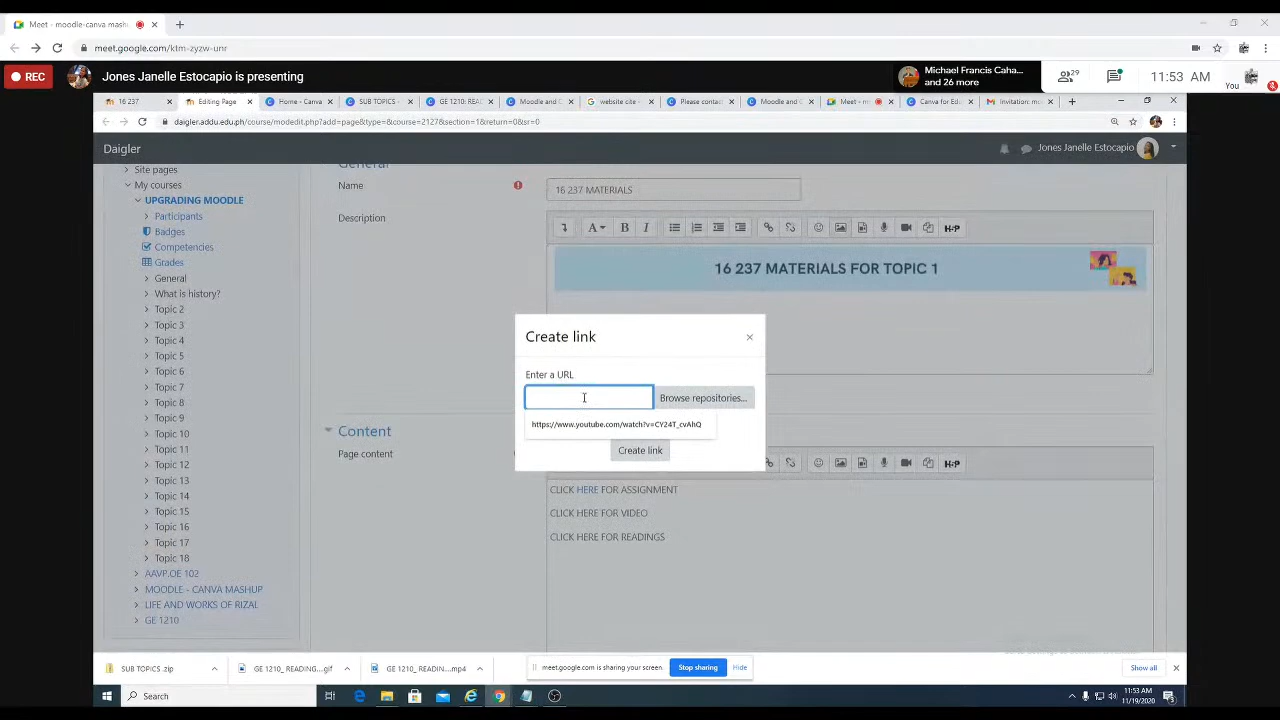 Meet - moodle-canva mash
meet.google.com/ktm-zyzw-unr
REC
Jones Janelle Estocapio is presenting
Michael Francis Caha...
and 26 more
29
11:53 AM
You
16 237
Editing Page
Home - Canva
SUB TOPICS -
GE 1210: REA
Moodle and C
website cite -
Please contac
Moodle and C
Meet - m
Canva for Ed
Invitation: m
daigler.addu.edu.ph/course/modedit.php?add=page&type=&course=2127&section=1&return=0&sr=0
Daigler
Jones Janelle Estocapio
Site pages
My courses
UPGRADING MOODLE
Participants
Badges
Competencies
Grades
General
What is history?
Topic 2
Topic 3
Topic 4
Topic 5
Topic 6
Topic 7
Topic 8
Topic 9
Topic 10
Topic 11
Topic 12
Topic 13
Topic 14
Topic 15
Topic 16
Topic 17
Topic 18
AAVP.OE 102
MOODLE - CANVA MASHUP
LIFE AND WORKS OF RIZAL
GE 1210
General
Name
16 237 MATERIALS
Description
A B I
H-P
16 237 MATERIALS FOR TOPIC 1
Create link
Enter a URL
Browse repositories...
https://www.youtube.com/watch?v=CY24T_cvAhQ
Create link
Content
Page content
H-P
CLICK HERE FOR ASSIGNMENT
CLICK HERE FOR VIDEO
CLICK HERE FOR READINGS
SUB TOPICS.zip
GE 1210_ READING....gif
GE 1210_ READIN....mp4
meet.google.com is sharing your screen.
Stop sharing
Hide
Show all
Search
11:53 AM
11/19/2020